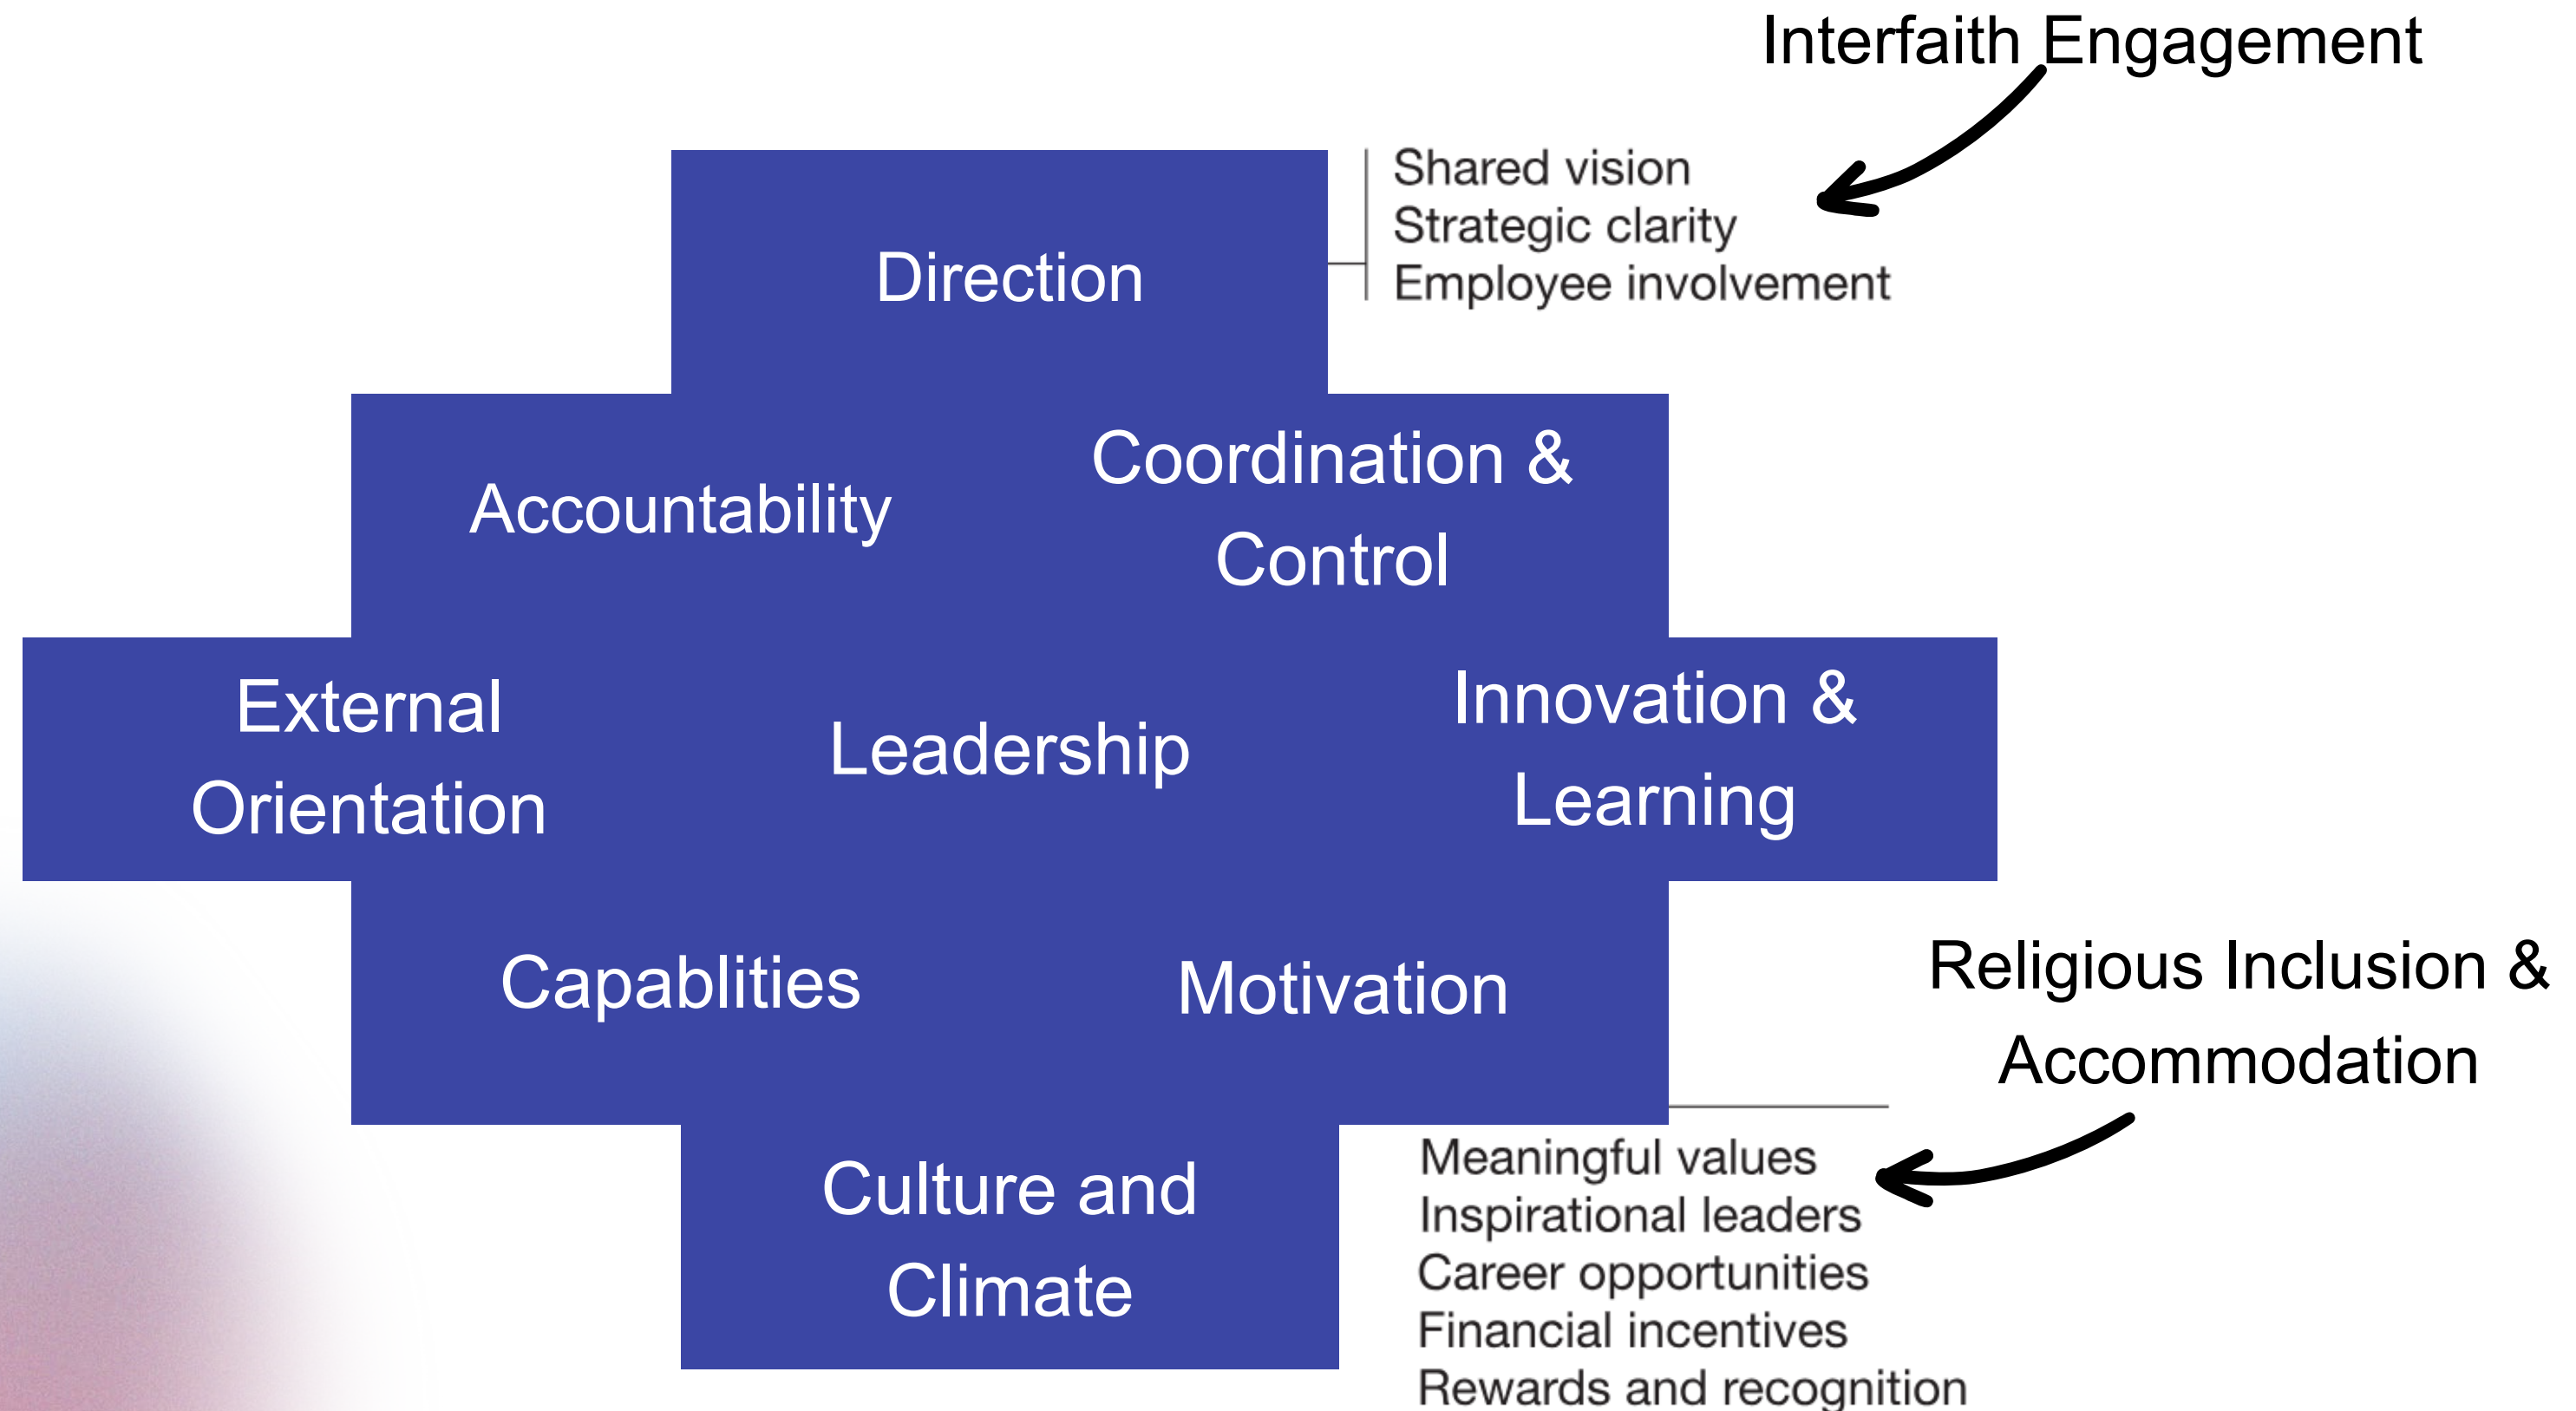 Interfaith Engagement
Shared vision
Strategic clarity
Employee involvement
Direction
Accountability
Coordination &
Control
External
Orientation
Leadership
Innovation &
Learning
Capablities
Motivation
Religious Inclusion &
Accommodation
Culture and
Climate
Meaningful values
Inspirational leaders
Career opportunities
Financial incentives
Rewards and recognition